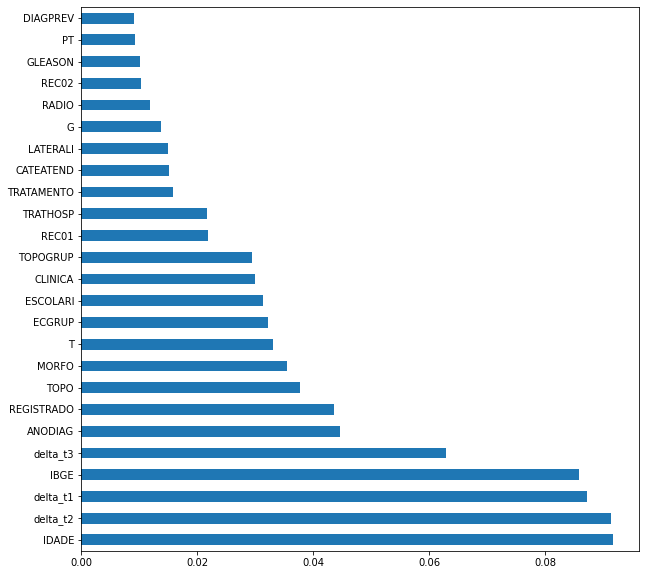 DIAGPREV
PT
GLEASON
REC02
RADIO
G
LATERALI
CATEATEND
TRATAMENTO
TRATHOSP
REC01
TOPOGRUP
CLINICA
ESCOLARI
ECGRUP
T
MORFO
TOPO
REGISTRADO
ANODIAG
delta_t3
IBGE
delta_t1
delta_t2
IDADE
0.00 0.02 0.04 0.06 0.08